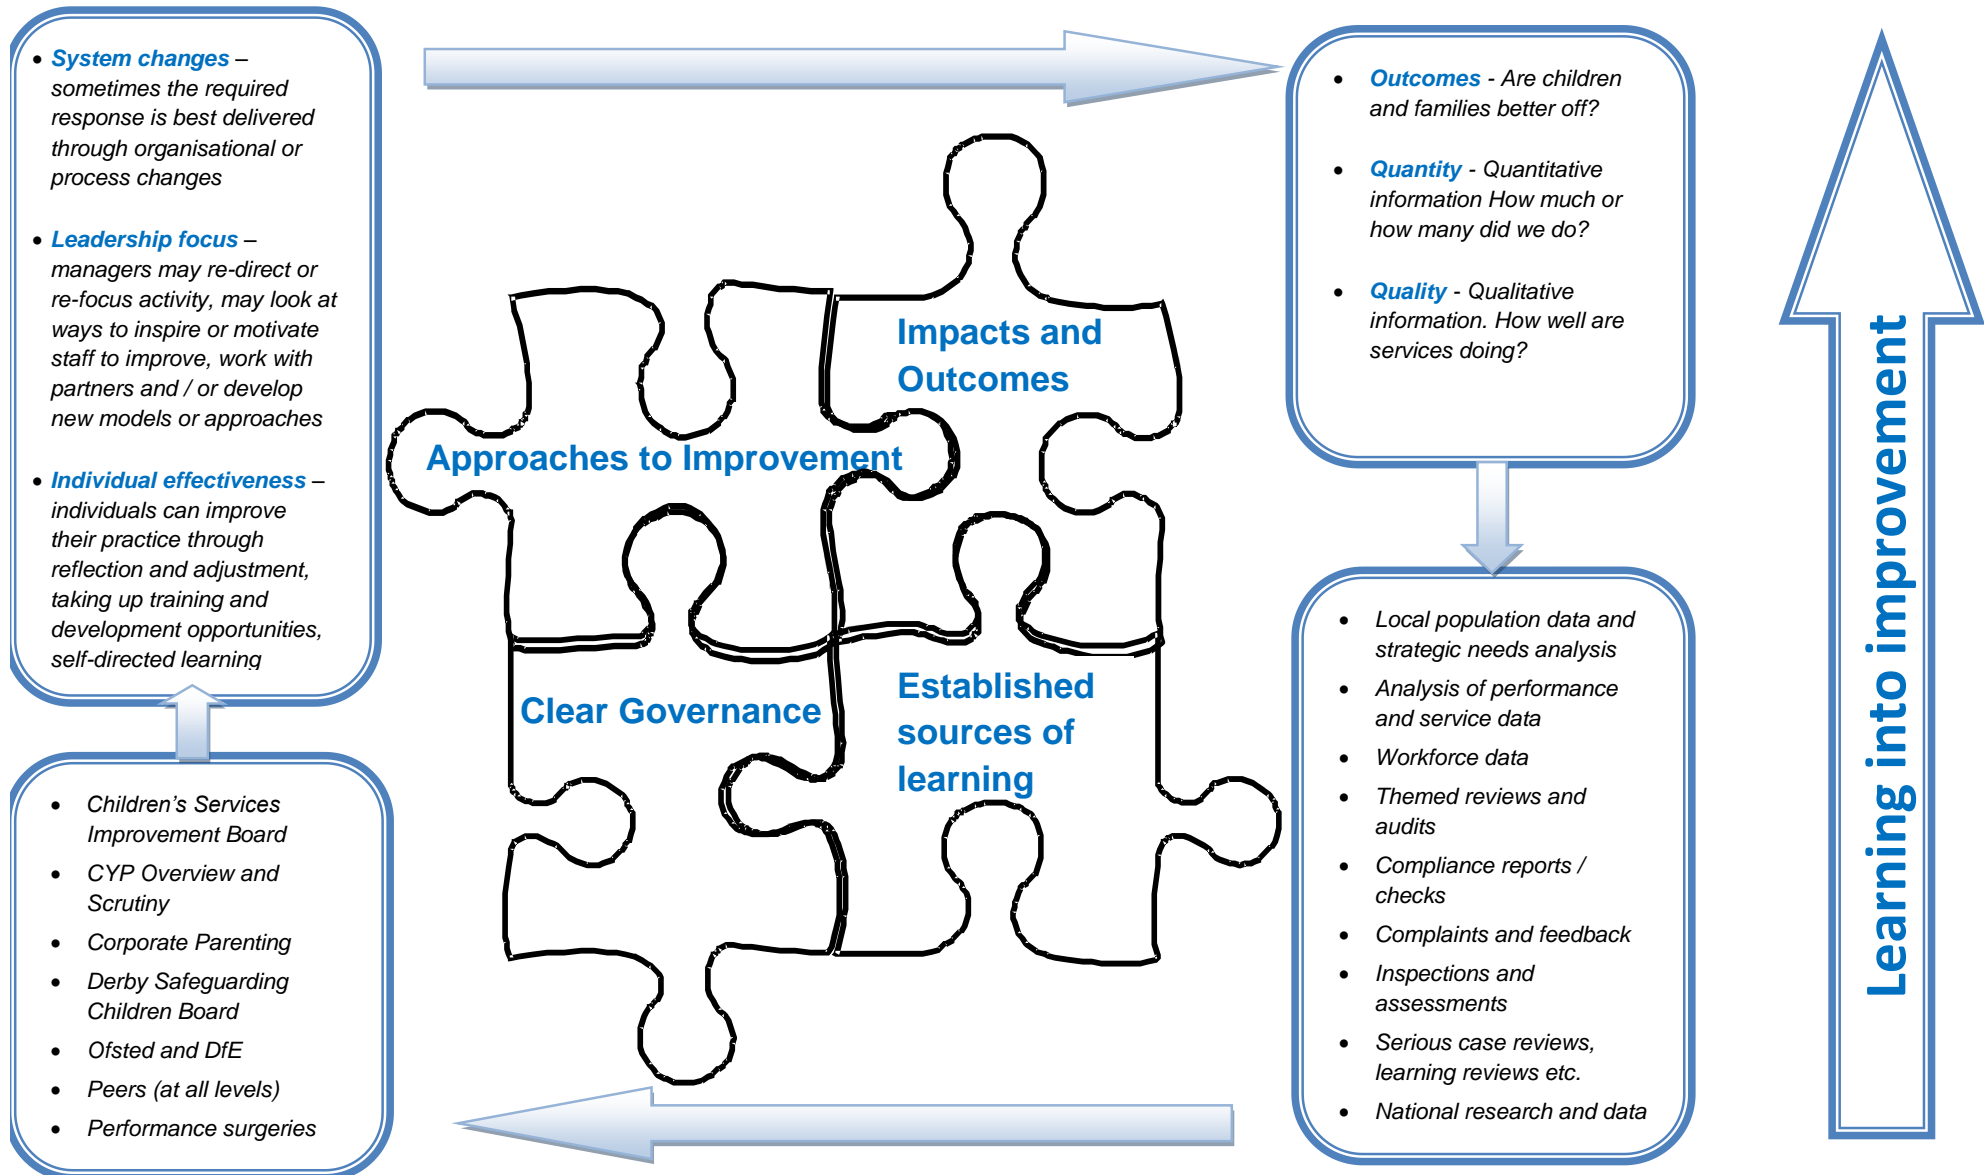 • System changes –
sometimes the required
response is best delivered
through organisational or
process changes
• Leadership focus –
managers may re-direct or
re-focus activity, may look at
ways to inspire or motivate
staff to improve, work with
partners and / or develop
new models or approaches
• Individual effectiveness –
individuals can improve
their practice through
reflection and adjustment,
taking up training and
development opportunities,
self-directed learning
• Children’s Services
Improvement Board
• CYP Overview and
Scrutiny
• Corporate Parenting
• Derby Safeguarding
Children Board
• Ofsted and DfE
• Peers (at all levels)
• Performance surgeries
Approaches to Improvement
Impacts and
Outcomes
Clear Governance
Established
sources of
learning
• Outcomes - Are children
and families better off?
• Quantity - Quantitative
information How much or
how many did we do?
• Quality - Qualitative
information. How well are
services doing?
• Local population data and
strategic needs analysis
• Analysis of performance
and service data
• Workforce data
• Themed reviews and
audits
• Compliance reports /
checks
• Complaints and feedback
• Inspections and
assessments
• Serious case reviews,
learning reviews etc.
• National research and data
Learning into improvement